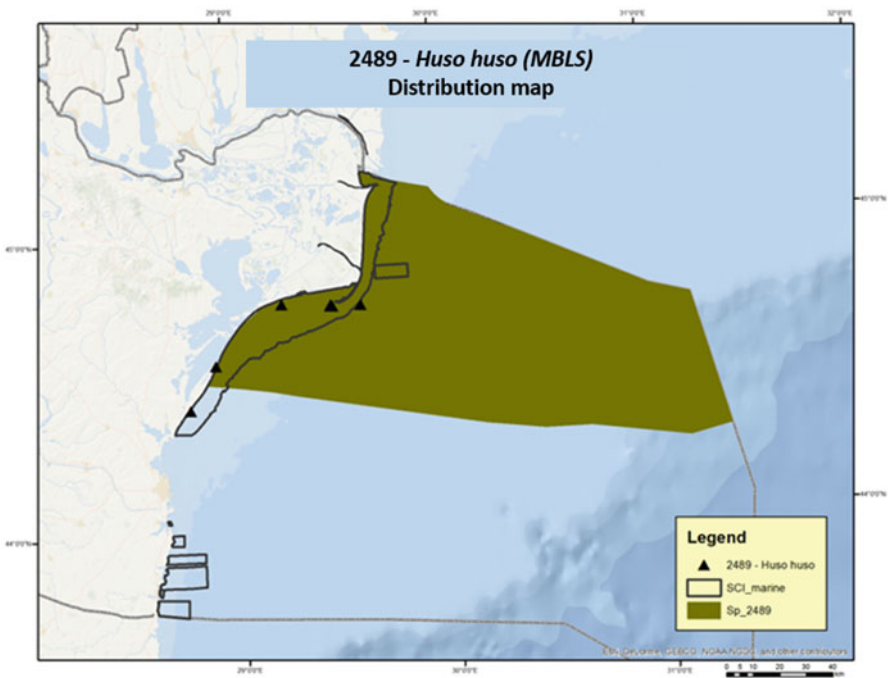 29°0'0"E 30°0'0"E 31°0'0"E 32°0'0"E
2489 - Huso huso (MBLS)
Distribution map
45°0'0"N
45°0'0"N
44°0'0"N
44°0'0"N
Legend
2489 - Huso huso
SCI_marine
Sp_2489
Esri, DeLorme, GEBCO, NOAA NGDC, and other contributors
29°0'0"E 30°0'0"E 31°0'0"E
0 5 10 20 30 40
km